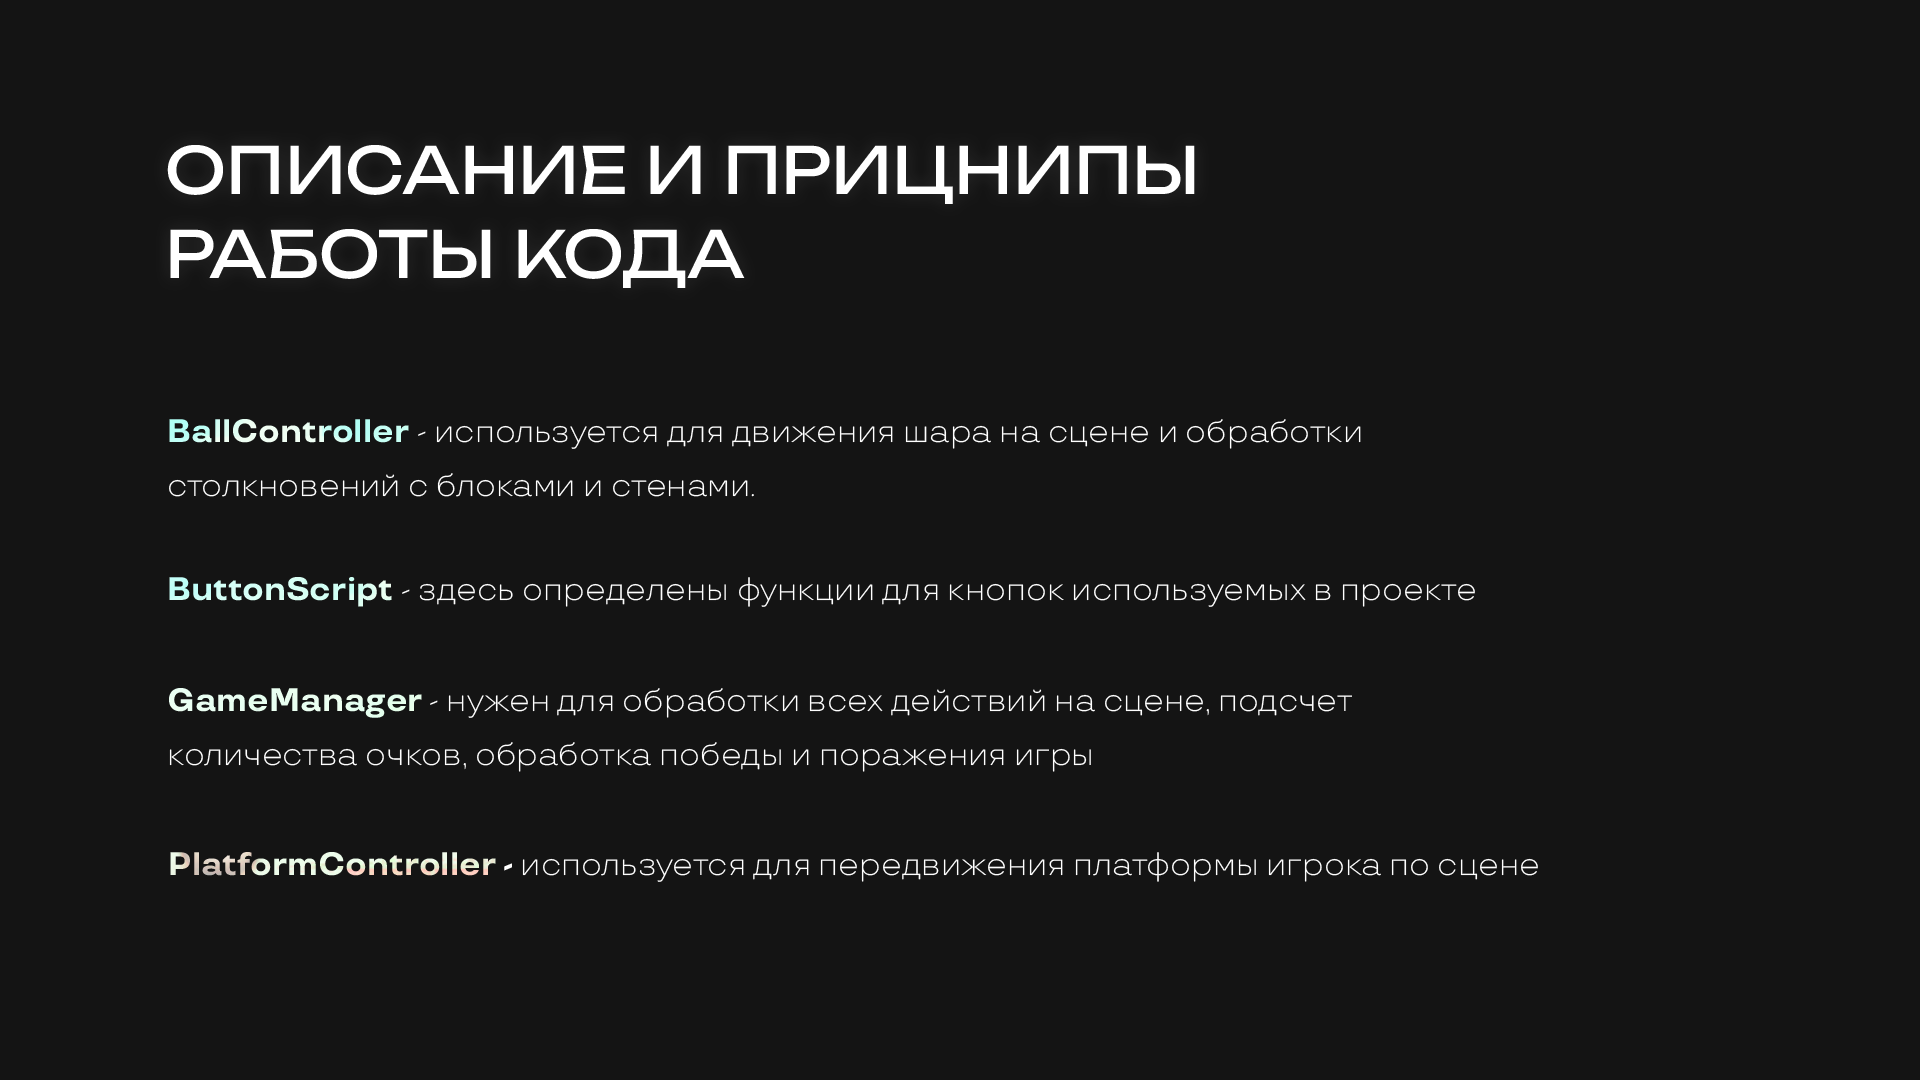 ОПИСАНИЕ И ПРИЦНИПЫ
РАБОТЫ КОДА
BallController - используется для движения шара на сцене и обработки
столкновений с блоками и стенами.
ButtonScript - здесь определены функции для кнопок используемых в проекте
GameManager - нужен для обработки всех действий на сцене, подсчет
количества очков, обработка победы и поражения игры
PlatformController - используется для передвижения платформы игрока по сцене